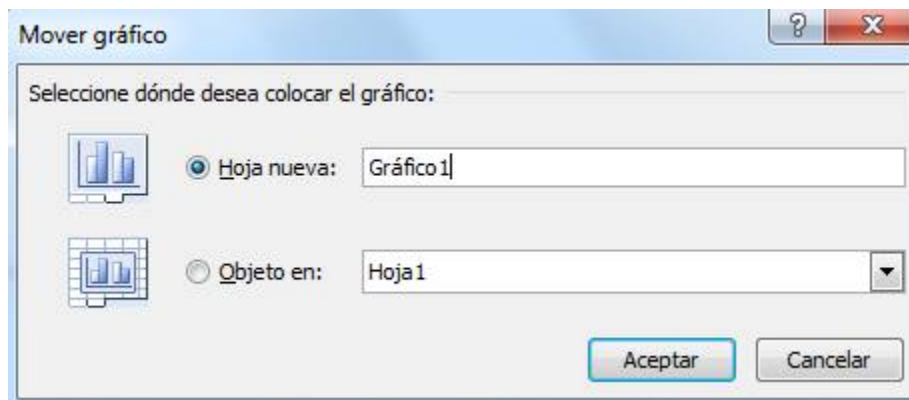 Mover gráfico
?
X
Seleccione dónde desea colocar el gráfico:
Hoja nueva: Gráfico1
Objeto en: Hoja1
Aceptar Cancelar